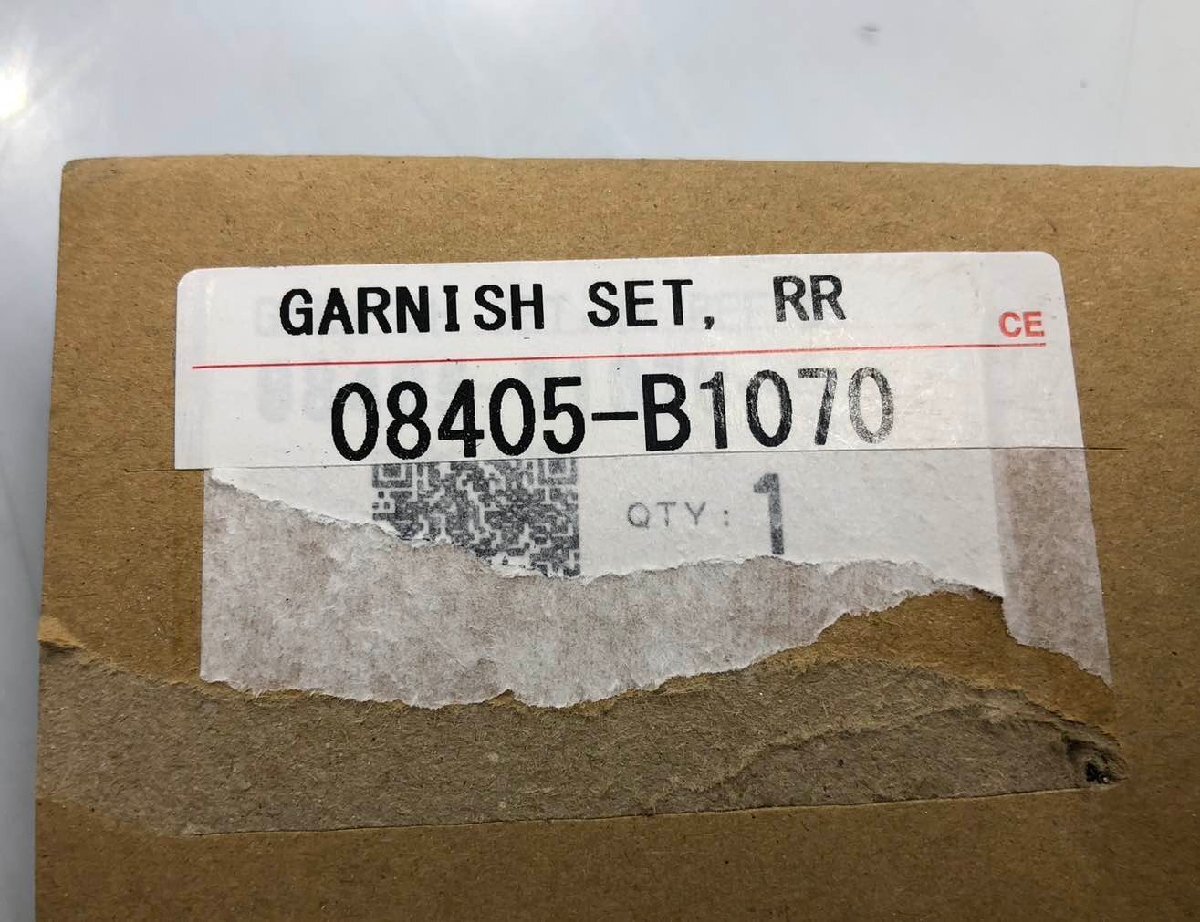 GARNISH SET, RR
CE
08405-B1070
QTY: 1